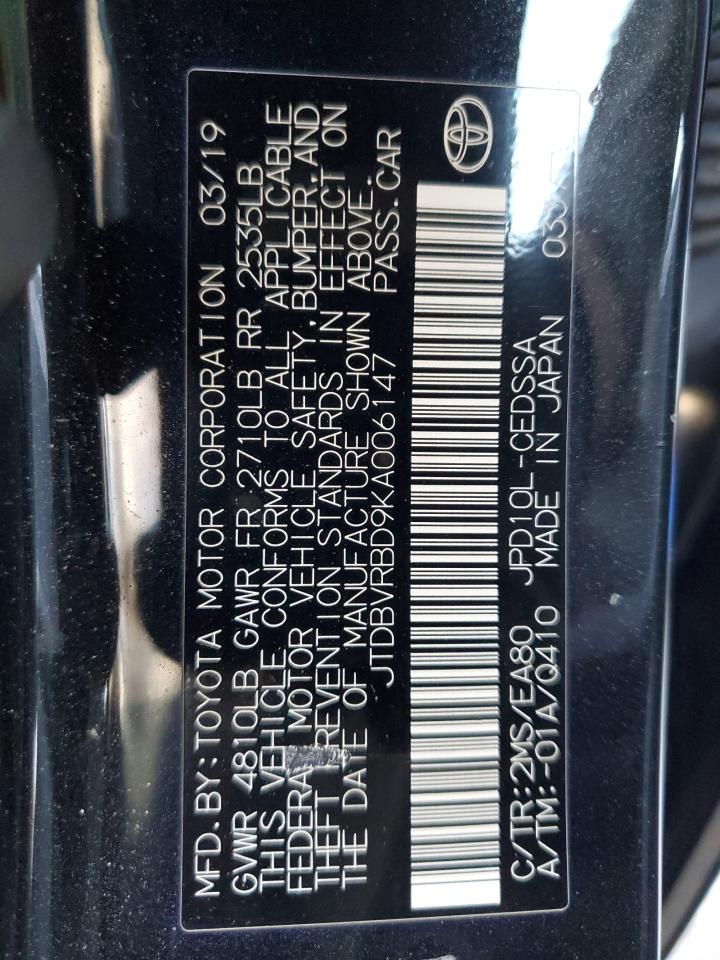 MFD.BY:TOYOTA MOTOR CORPORATION 03/19
GVWR 4810LB GAWR FR 2710LB RR 2535LB
THIS VEHICLE CONFORMS TO ALL APPLICABLE
FEDERAL MOTOR VEHICLE SAFETY,BUMPER,AND
THEFT PREVENTION STANDARDS IN EFFECT ON
THE DATE OF MANUFACTURE SHOWN ABOVE.
JTDBVRBD9KA006147 PASS.CAR
C/TR:2MS/EA80 JPD10L-CEDSSA
A/TM:-01A/Q410 MADE IN JAPAN